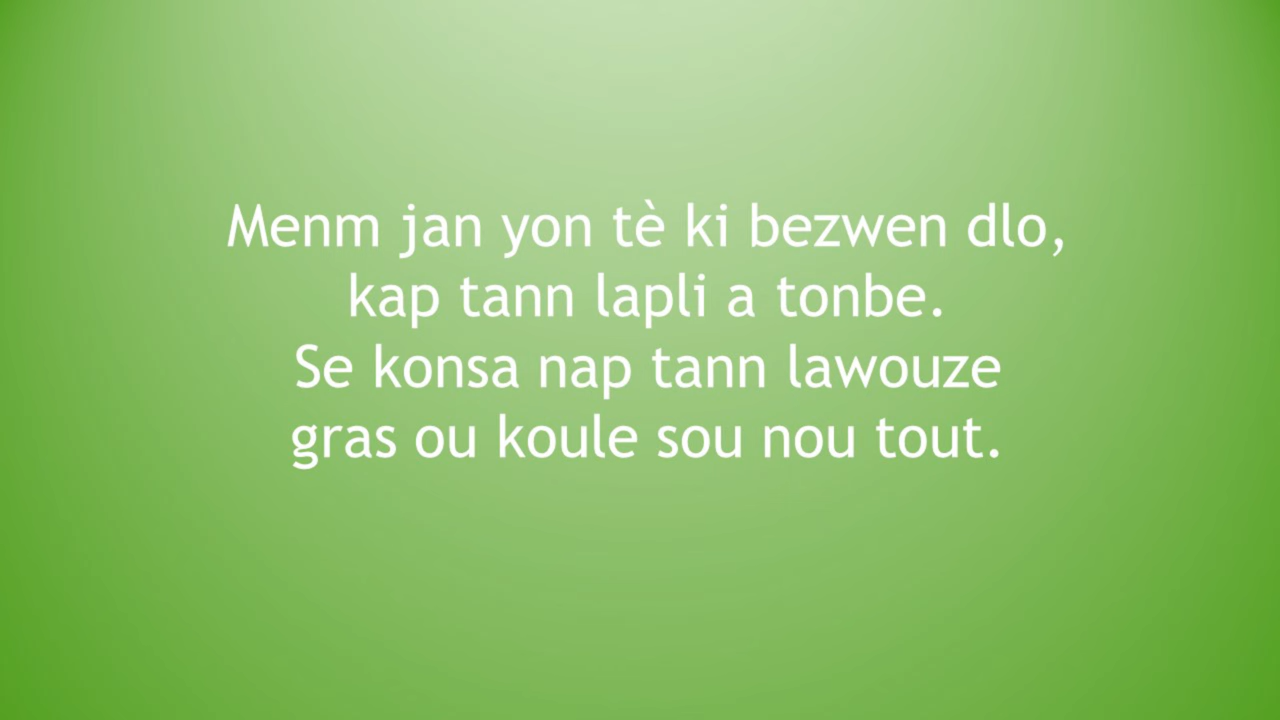 Menm jan yon tè ki bezwen dlo,
kap tann lapli a tonbe.
Se konsa nap tann lawouze
gras ou koule sou nou tout.